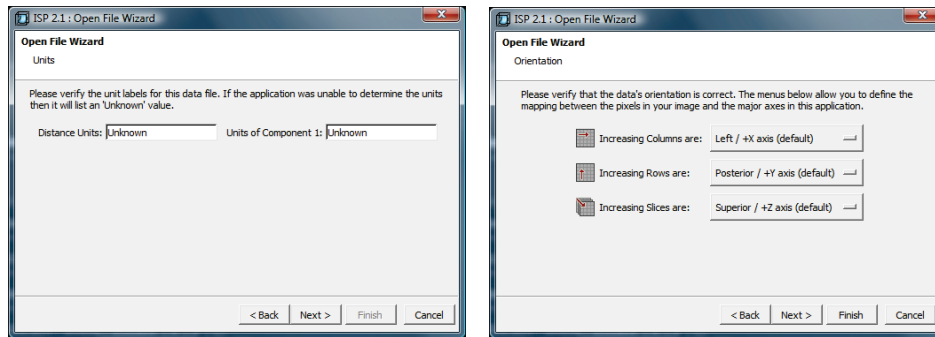 ISP 2.1 : Open File Wizard
Open File Wizard
Units
Please verify the unit labels for this data file. If the application was unable to determine the units
then it will list an 'Unknown' value.
Distance Units: Unknown Units of Component 1: Unknown
< Back Next > Finish Cancel
ISP 2.1 : Open File Wizard
Open File Wizard
Orientation
Please verify that the data's orientation is correct. The menus below allow you to define the
mapping between the pixels in your image and the major axes in this application.
Increasing Columns are: Left / +X axis (default)
Increasing Rows are: Posterior / +Y axis (default)
Increasing Slices are: Superior / +Z axis (default)
< Back Next > Finish Cancel